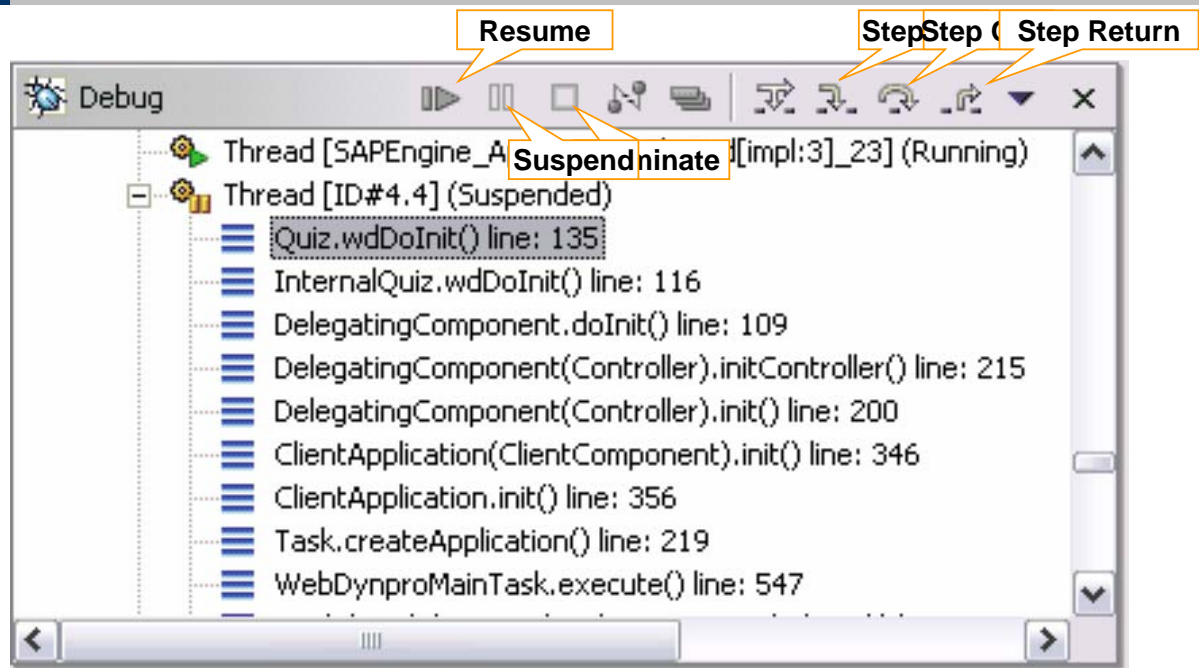 Resume
Step Step Step Return
Debug
Thread [SAPEngine_A d[impl:3]_23] (Running)
Suspend minate
Thread [ID#4.4] (Suspended)
Quiz.wdDoInit() line: 135
InternalQuiz.wdDoInit() line: 116
DelegatingComponent.doInit() line: 109
DelegatingComponent(Controller).initController() line: 215
DelegatingComponent(Controller).init() line: 200
ClientApplication(ClientComponent).init() line: 346
ClientApplication.init() line: 356
Task.createApplication() line: 219
WebDynproMainTask.execute() line: 547